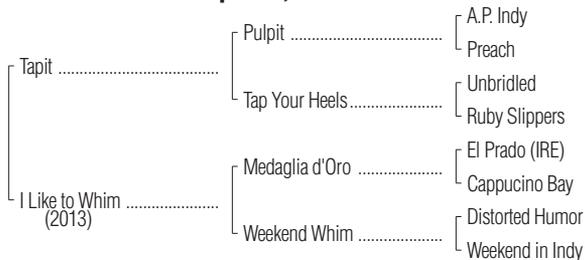 A.P. Indy
Pulpit ..............................
Preach
Tapit .................................
Unbridled
Tap Your Heels ..................
Ruby Slippers
El Prado (IRE)
Medaglia d'Oro .................
Cappucino Bay
I Like to Whim ...................
(2013)
Distorted Humor
Weekend Whim .................
Weekend in Indy